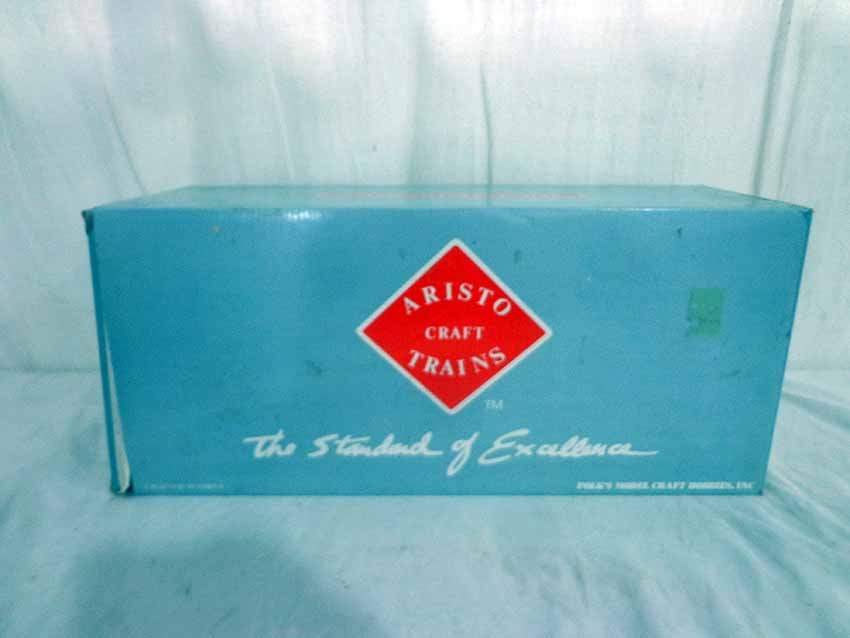 ARISTO
CRAFT
TRAINS
TM
The Standard of Excellence
POLK'S MODEL CRAFT HOBBIES, INC